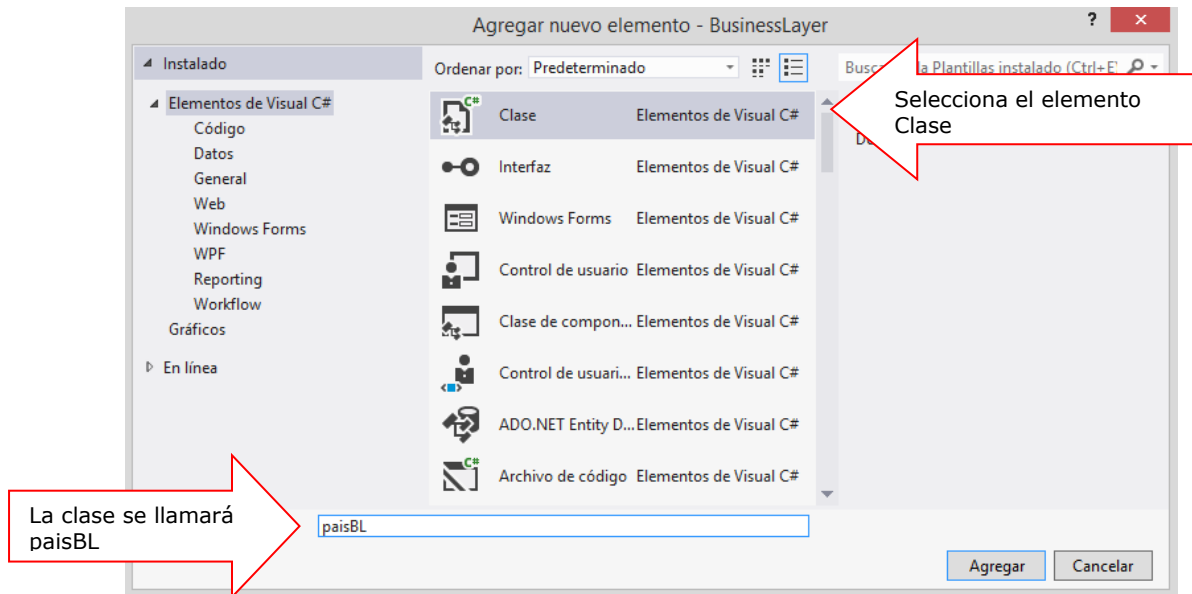 Agregar nuevo elemento - BusinessLayer
?
Instalado
Ordenar por: Predeterminado
Plantillas instalado (Ctrl+E)
Elementos de Visual C#
Código
Datos
General
Web
Windows Forms
WPF
Reporting
Workflow
Gráficos
En línea
C#
Clase Elementos de Visual C#
Interfaz Elementos de Visual C#
Windows Forms Elementos de Visual C#
Control de usuario Elementos de Visual C#
Clase de compon... Elementos de Visual C#
Control de usuari... Elementos de Visual C#
ADO.NET Entity D... Elementos de Visual C#
C#
Archivo de código Elementos de Visual C#
Selecciona el elemento
Clase
La clase se llamará
paisBL
paisBL
Agregar Cancelar